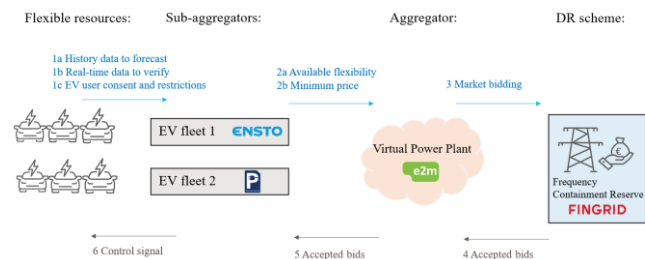 Flexible resources:
Sub-aggregators:
Aggregator:
DR scheme:
1a History data to forecast
1b Real-time data to verify
1c EV user consent and restrictions
2a Available flexibility
2b Minimum price
3 Market bidding
EV fleet 1 ENSTO
EV fleet 2 P
Virtual Power Plant
e2m
€
Frequency
Containment Reserve
FINGRID
6 Control signal
5 Accepted bids
4 Accepted bids